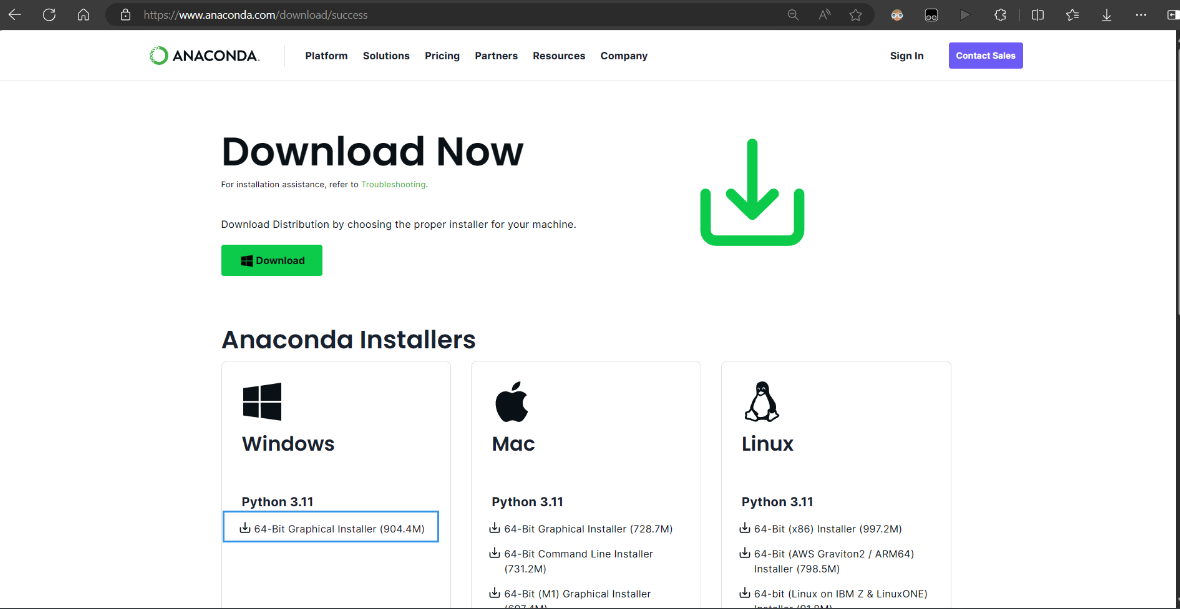 https://www.anaconda.com/download/success
ANACONDA.
Platform Solutions Pricing Partners Resources Company Sign In Contact Sales
Download Now
For installation assistance, refer to Troubleshooting.
Download Distribution by choosing the proper installer for your machine.
Download
Anaconda Installers
Windows
Python 3.11
64-Bit Graphical Installer (904.4M)
Mac
Python 3.11
64-Bit Graphical Installer (728.7M)
64-Bit Command Line Installer
(731.2M)
64-Bit (M1) Graphical Installer
Linux
Python 3.11
64-Bit (x86) Installer (997.2M)
64-Bit (AWS Graviton2 / ARM64)
Installer (798.5M)
64-bit (Linux on IBM Z & LinuxONE)